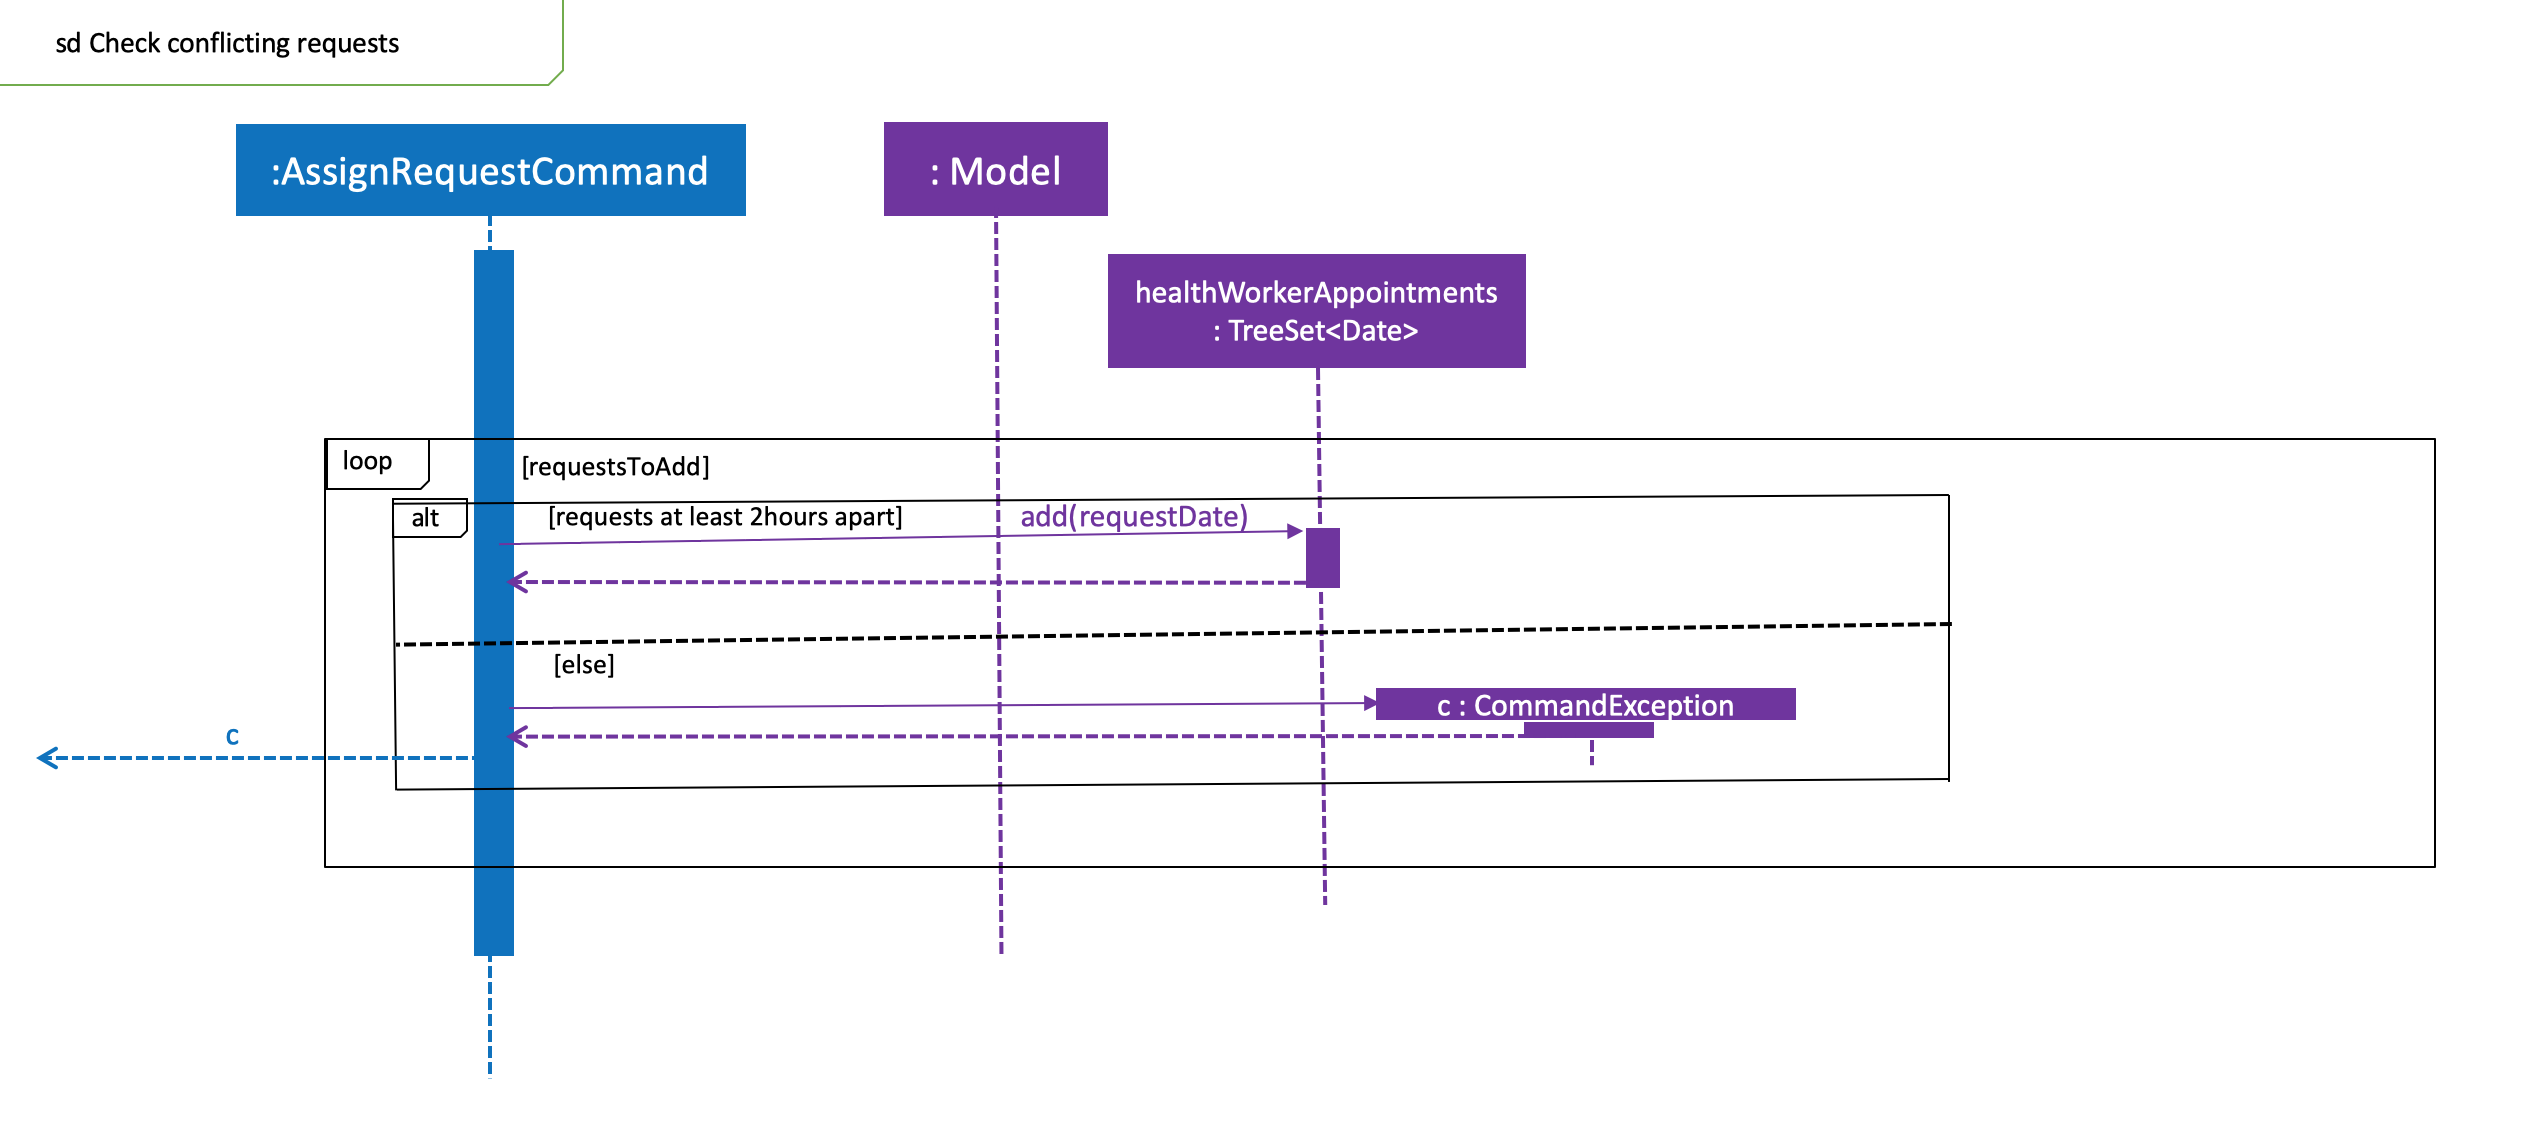 sd Check conflicting requests
:AssignRequestCommand
: Model
healthWorkerAppointments
: TreeSet<Date>
loop
[requestsToAdd]
alt
[requests at least 2hours apart]
add(requestDate)
[else]
c : CommandException
c